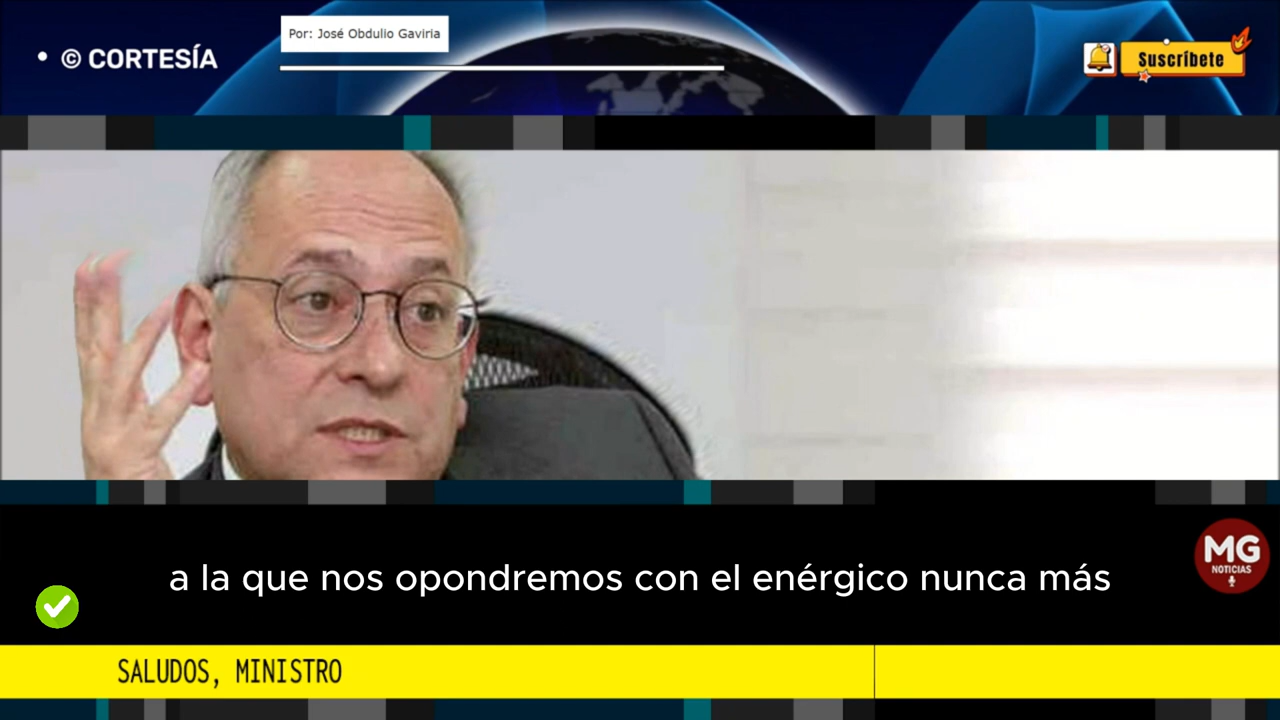 Por: José Obdulio Gaviria
• © CORTESÍA
Suscríbete
a la que nos opondremos con el enérgico nunca más
MG
NOTICIAS
SALUDOS, MINISTRO